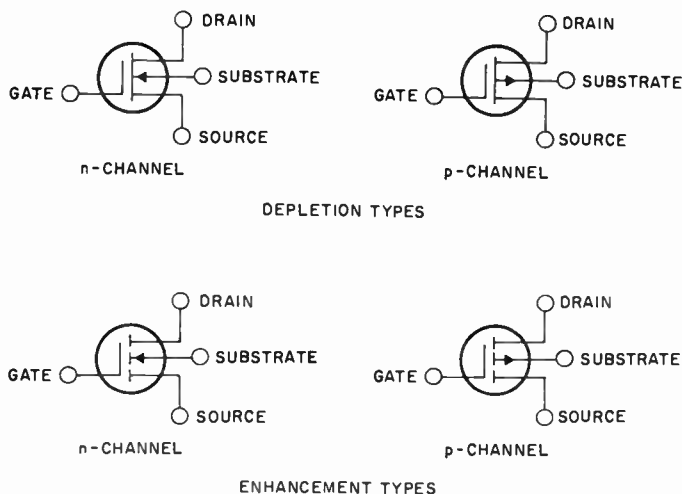 DRAIN
SUBSTRATE
GATE
SOURCE
n-CHANNEL
DRAIN
SUBSTRATE
GATE
SOURCE
p-CHANNEL
DEPLETION TYPES
DRAIN
SUBSTRATE
GATE
SOURCE
n-CHANNEL
DRAIN
SUBSTRATE
GATE
SOURCE
p-CHANNEL
ENHANCEMENT TYPES